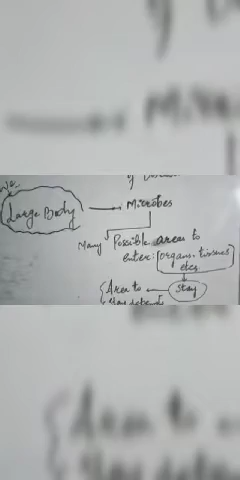 Large Body
Microbes
Many Possible areas to
enter: organs, tissues
etc.
Area to
Stay